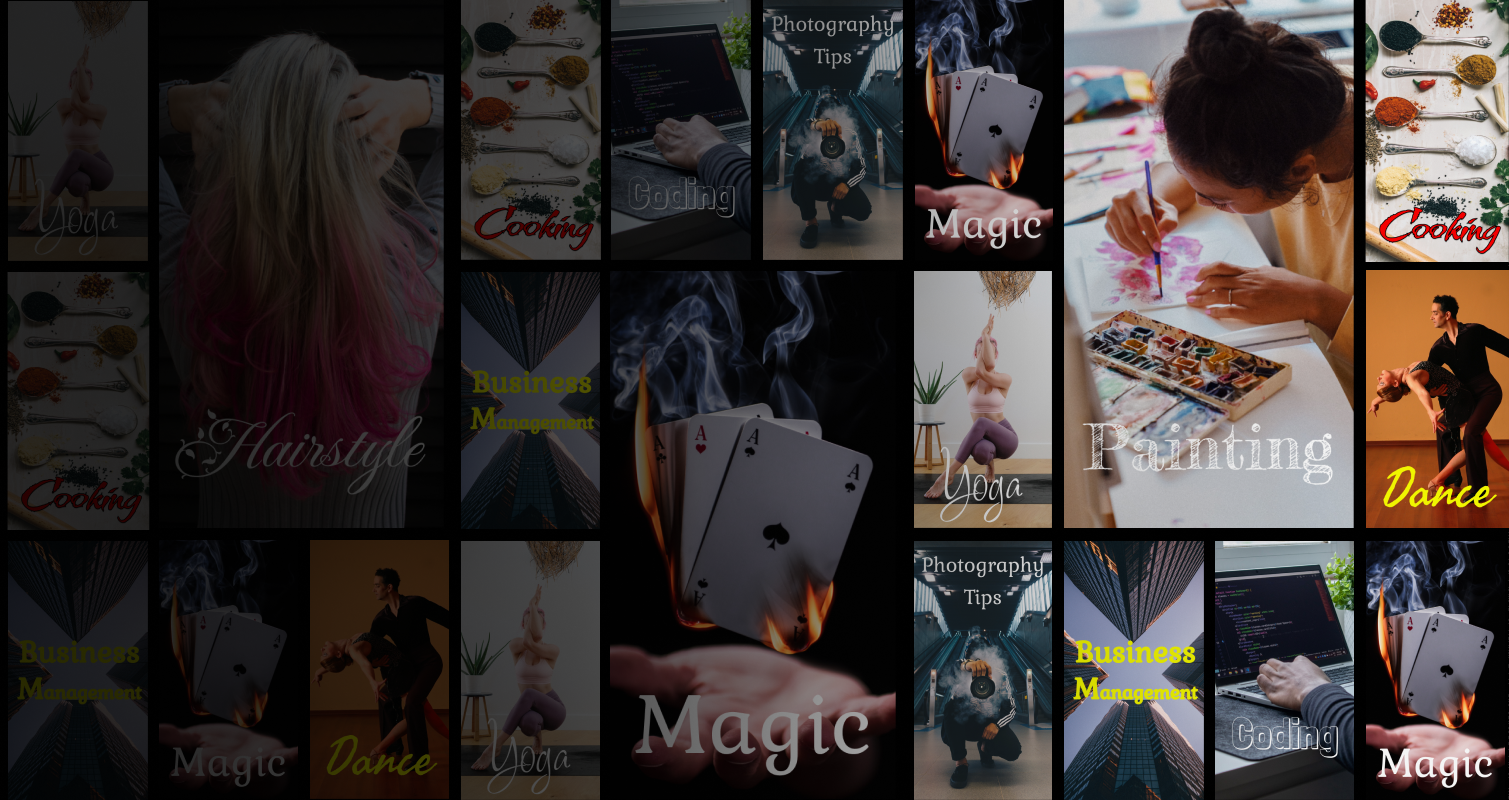 Yoga
Hairstyle
Cooking
Coding
Photography
Tips
Magic
Painting
Cooking
Cooking
Business
Management
Magic
Yoga
Dance
Business
Management
Magic
Dance
Yoga
Photography
Tips
Business
Management
Coding
Magic